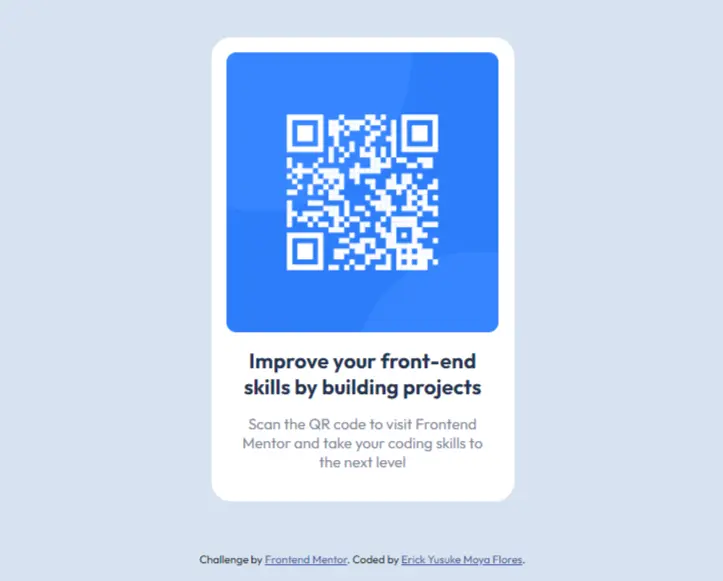 Improve your front-end
skills by building projects
Scan the QR code to visit Frontend
Mentor and take your coding skills to
the next level
Challenge by Frontend Mentor. Coded by Erick Yusuke Moya Flores.